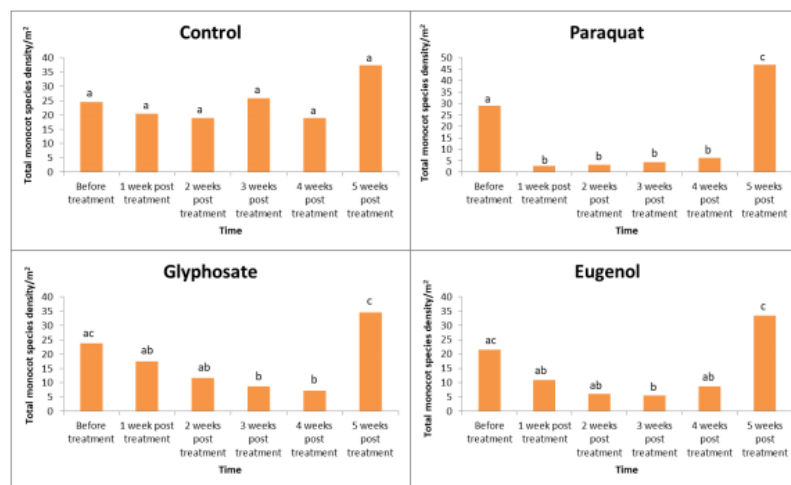 Control
Total monocot species density/m²
40
35
30
25
20
15
10
5
0
a
a
a
a
a
a
Before treatment
1 week post treatment
2 weeks post treatment
3 weeks post treatment
4 weeks post treatment
5 weeks post treatment
Time
Paraquat
Total monocot species density/m²
50
45
40
35
30
25
20
15
10
5
0
a
b
b
b
b
c
Before treatment
1 week post treatment
2 weeks post treatment
3 weeks post treatment
4 weeks post treatment
5 weeks post treatment
Time
Glyphosate
Total monocot species density/m²
40
35
30
25
20
15
10
5
0
ac
ab
ab
b
b
c
Before treatment
1 week post treatment
2 weeks post treatment
3 weeks post treatment
4 weeks post treatment
5 weeks post treatment
Time
Eugenol
Total monocot species density/m²
40
35
30
25
20
15
10
5
0
ac
ab
ab
b
ab
c
Before treatment
1 week post treatment
2 weeks post treatment
3 weeks post treatment
4 weeks post treatment
5 weeks post treatment
Time